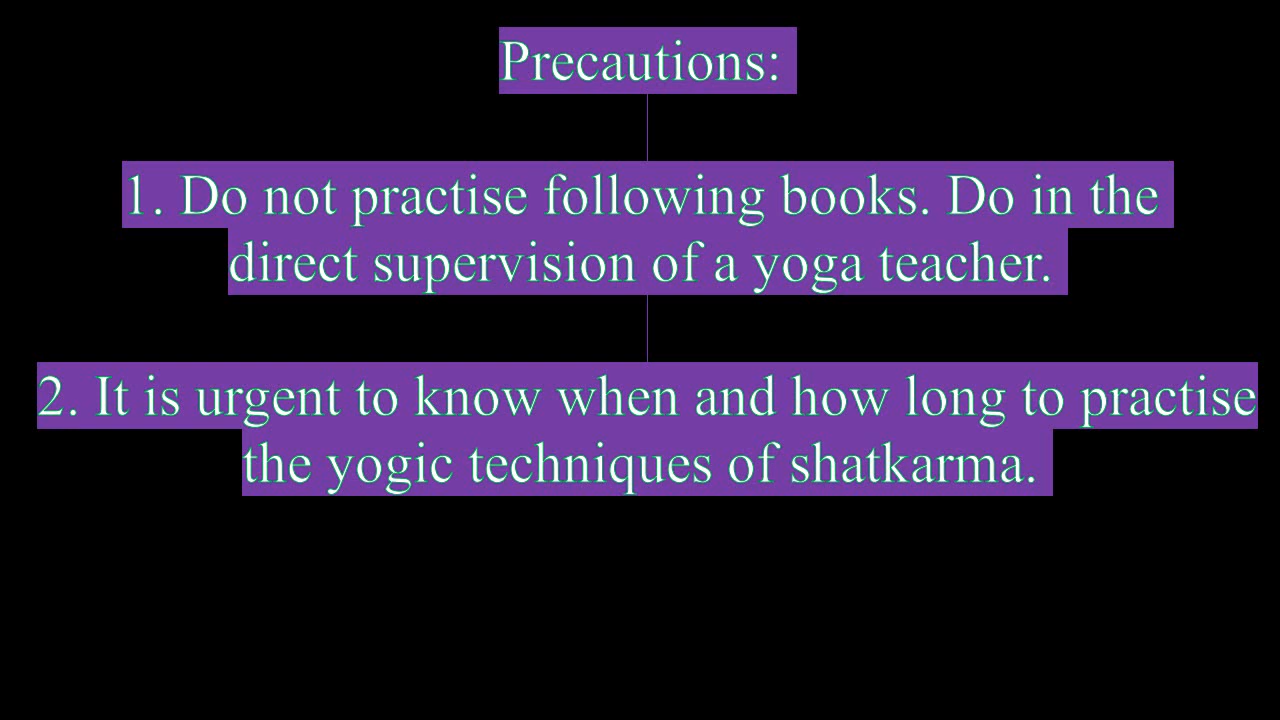 Precautions:
1. Do not practise following books. Do in the
direct supervision of a yoga teacher.
2. It is urgent to know when and how long to practise
the yogic techniques of shatkarma.